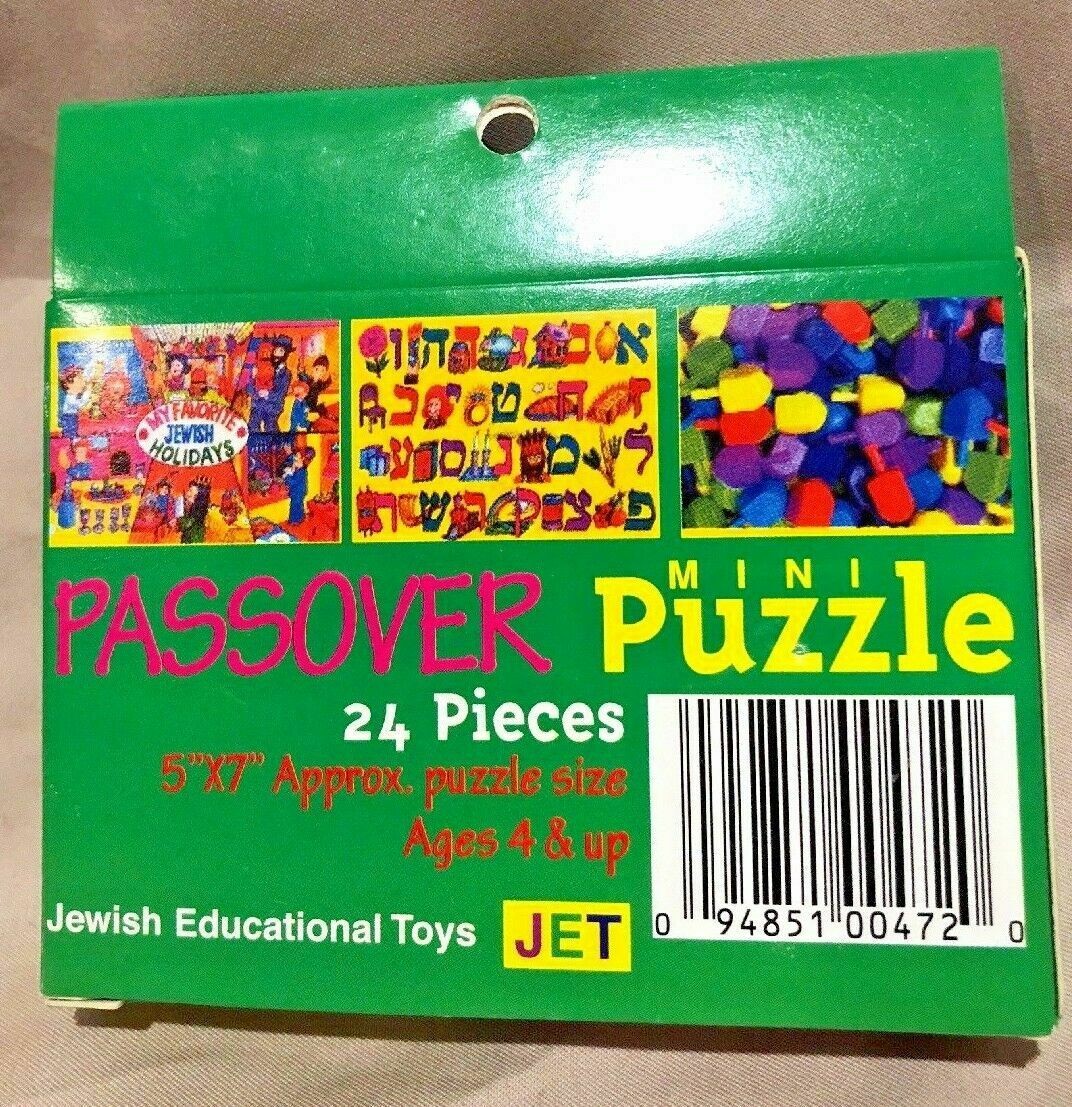 MY FAVORITE
JEWISH
HOLIDAYS
א ב ג ד ה ו
ז ח ט י כ
ל מ נ ס ע
פ צ ק ר ש ת
PASSOVER MINI Puzzle
24 Pieces
5"X7" Approx. puzzle size
Ages 4 & up
Jewish Educational Toys JET
0 94851 00472 0